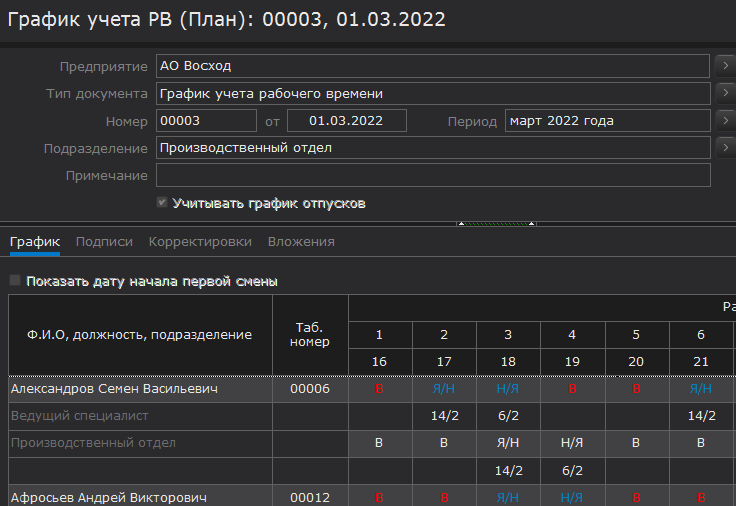 График учета РВ (План): 00003, 01.03.2022
Предприятие АО Восход
Тип документа График учета рабочего времени
Номер 00003 от 01.03.2022 Период март 2022 года
Подразделение Производственный отдел
Примечание
Учитывать график отпусков
График Подписи Корректировки Вложения
Показать дату начала первой смены
Ф.И.О, должность, подразделение Таб. номер Ра
1 2 3 4 5 6
16 17 18 19 20 21
Александров Семен Васильевич 00006 В Я/Н Н/Я В В Я/Н
Ведущий специалист 14/2 6/2 14/2
Производственный отдел В В Я/Н Н/Я В В
14/2 6/2
Афросьев Андрей Викторович 00012 В В Я/Н Н/Я В В